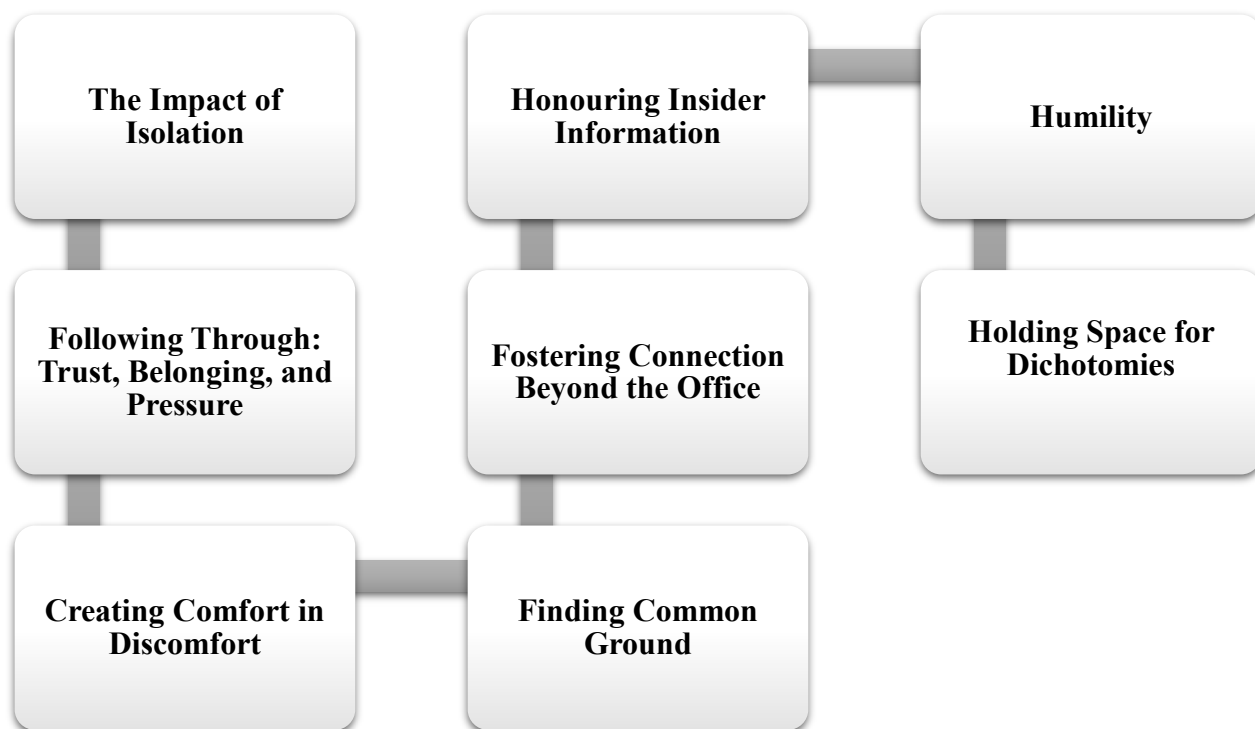 The Impact of
Isolation
Following Through:
Trust, Belonging, and
Pressure
Creating Comfort in
Discomfort
Finding Common
Ground
Fostering Connection
Beyond the Office
Honouring Insider
Information
Humility
Holding Space for
Dichotomies